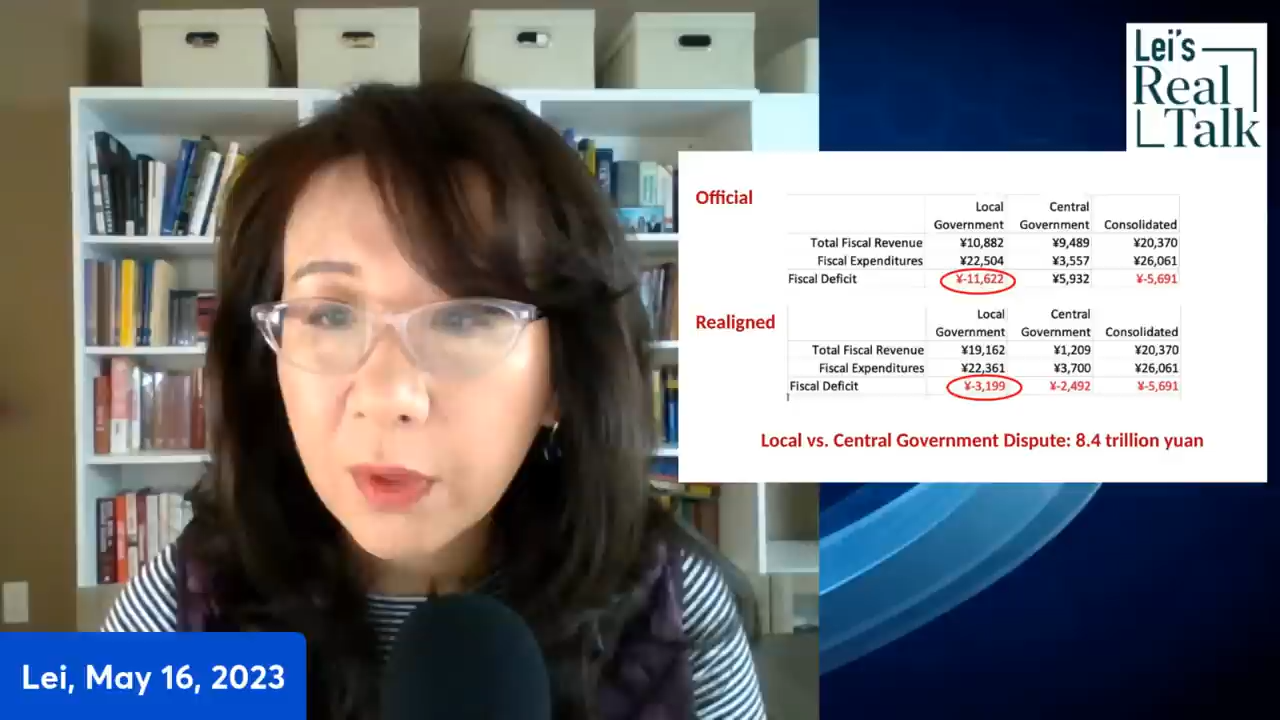 Lei's
Real
Talk
Official
Local Central
Government Government Consolidated
Total Fiscal Revenue ¥10,882 ¥9,489 ¥20,370
Fiscal Expenditures ¥22,504 ¥3,557 ¥26,061
Fiscal Deficit ¥-11,622 ¥5,932 ¥-5,691
Realigned
Local Central
Government Government Consolidated
Total Fiscal Revenue ¥19,162 ¥1,209 ¥20,370
Fiscal Expenditures ¥22,361 ¥3,700 ¥26,061
Fiscal Deficit ¥-3,199 ¥-2,492 ¥-5,691
Local vs. Central Government Dispute: 8.4 trillion yuan
Lei, May 16, 2023